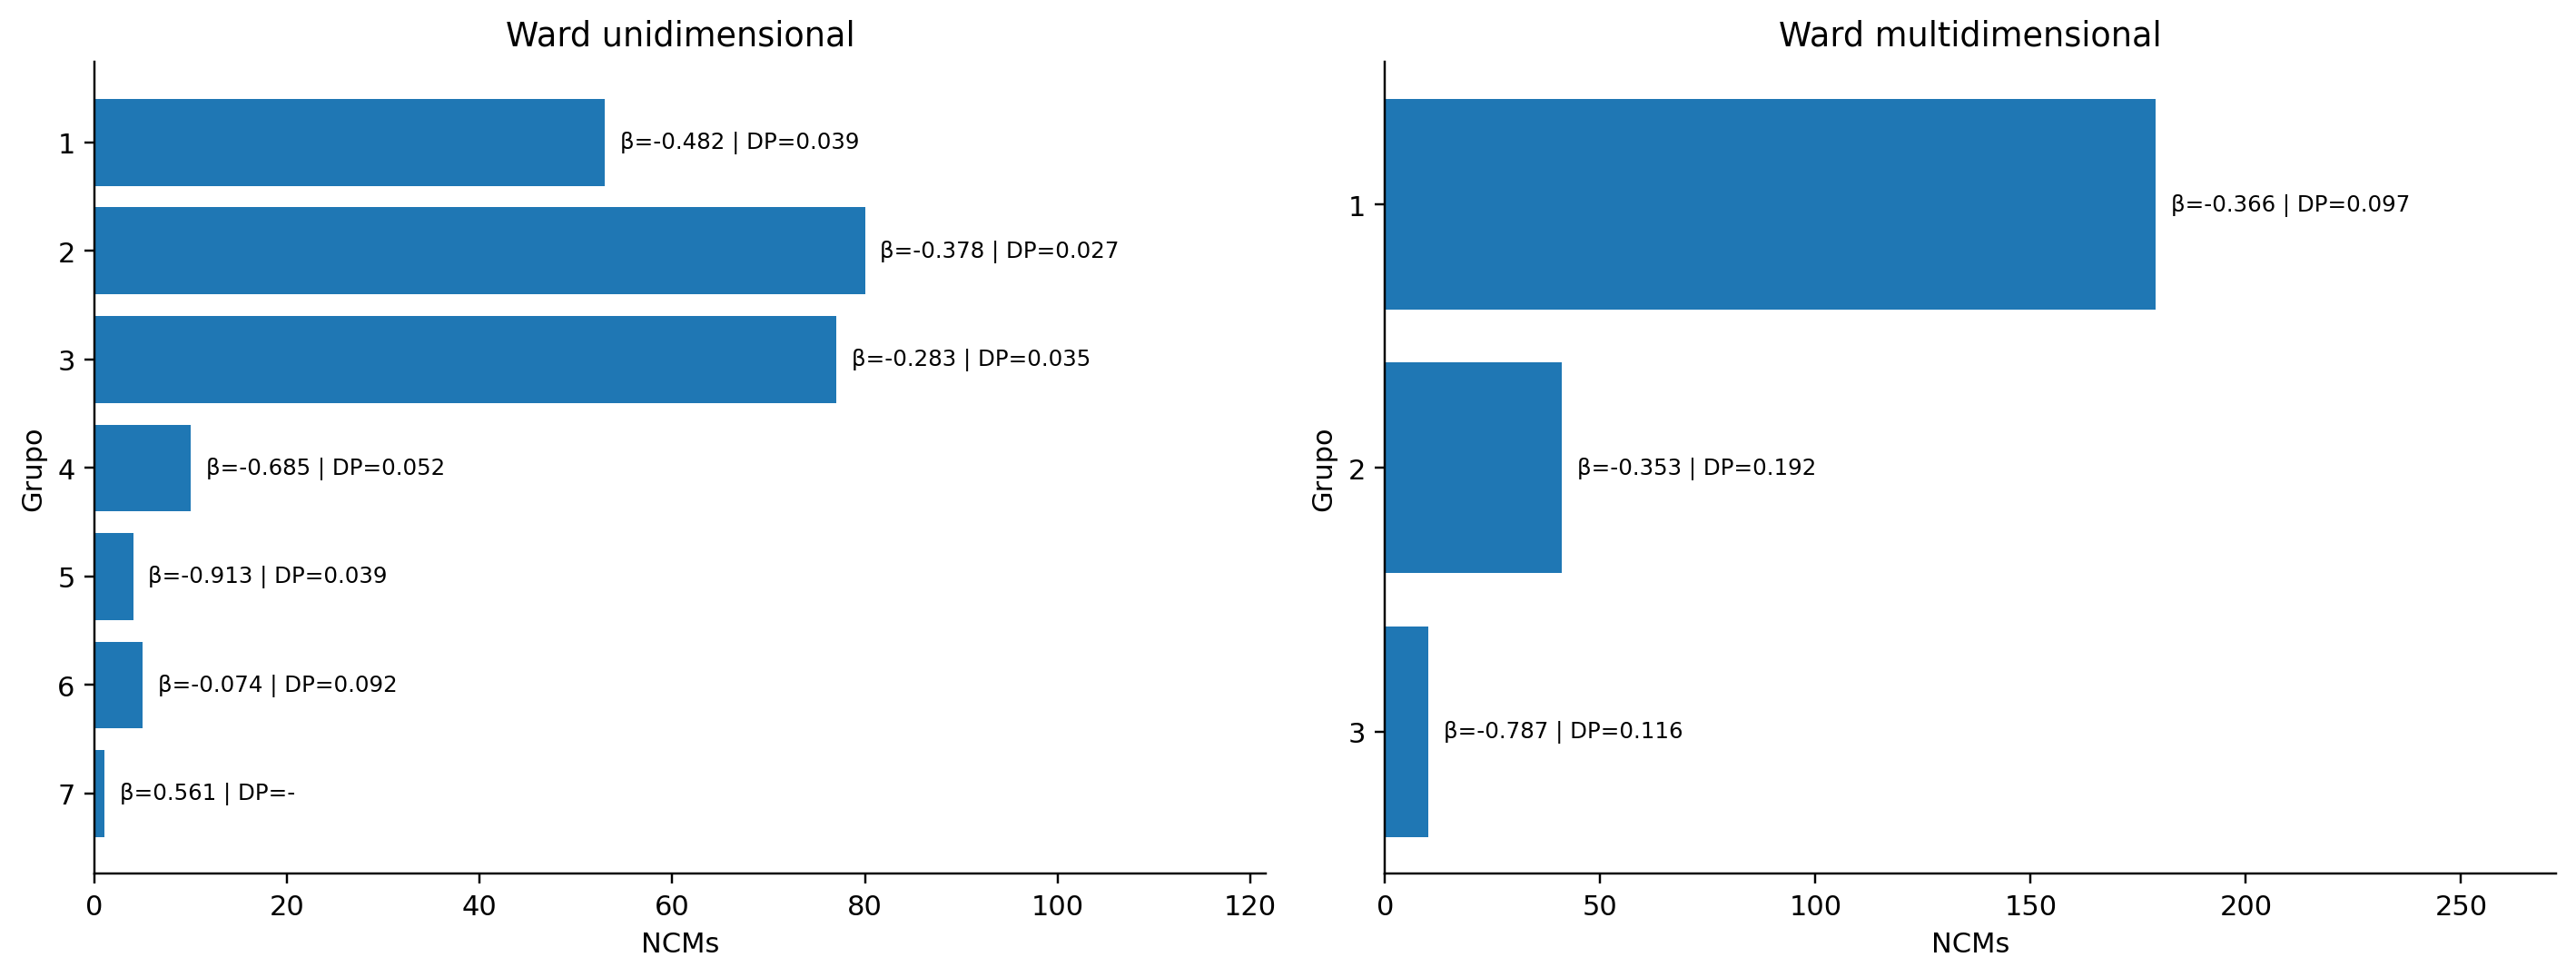 Ward unidimensional
Grupo
1
β=-0.482 | DP=0.039
2
β=-0.378 | DP=0.027
3
β=-0.283 | DP=0.035
4
β=-0.685 | DP=0.052
5
β=-0.913 | DP=0.039
6
β=-0.074 | DP=0.092
7
β=0.561 | DP=-
0 20 40 60 80 100 120
NCMs
Ward multidimensional
Grupo
1
β=-0.366 | DP=0.097
2
β=-0.353 | DP=0.192
3
β=-0.787 | DP=0.116
0 50 100 150 200 250
NCMs